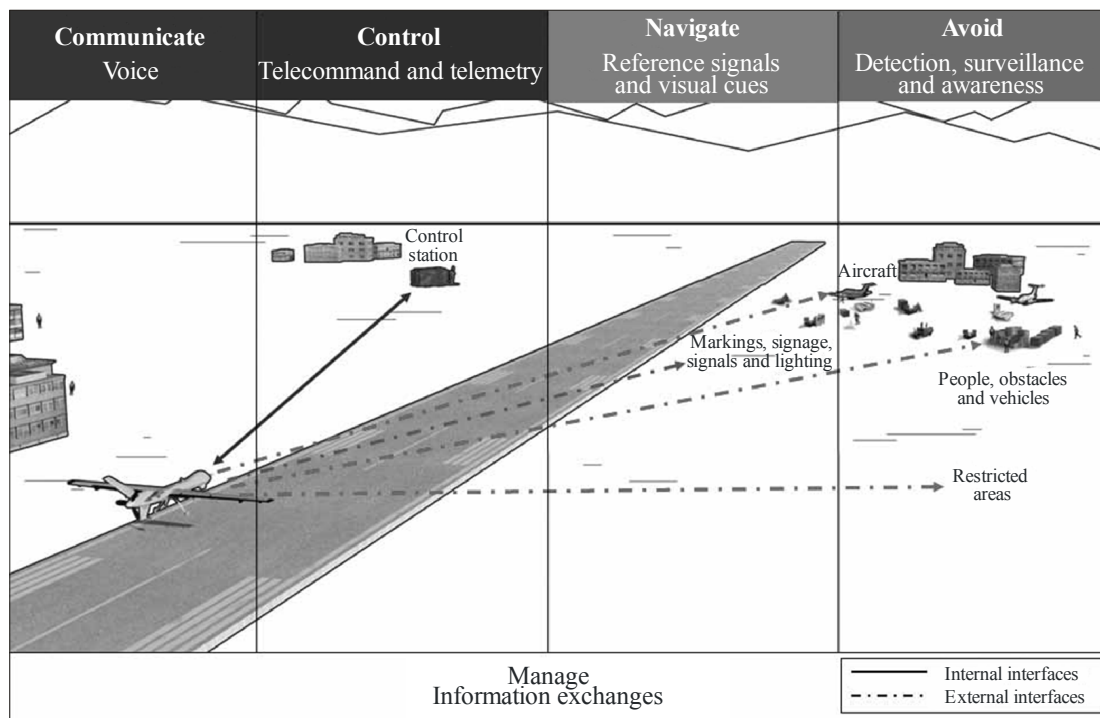 Communicate
Voice
Control
Telecommand and telemetry
Navigate
Reference signals
and visual cues
Avoid
Detection, surveillance
and awareness
Control
station
Aircraft
Markings, signage,
signals and lighting
People, obstacles
and vehicles
Restricted
areas
Manage
Information exchanges
Internal interfaces
External interfaces